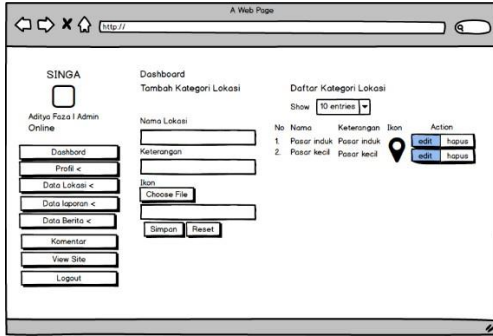 A Web Page
http://
SINGA
Aditya Faza | Admin
Online
Dashbord
Profil <
Data Lokasi <
Data laporan <
Data Berita <
Komentar
View Site
Logout
Dashboard
Tambah Kategori Lokasi
Nama Lokasi
Keterangan
Ikon
Choose File
Simpan Reset
Daftar Kategori Lokasi
Show 10 entries
No Nama Keterangan Ikon Action
1. Pasar induk Pasar induk edit hapus
2. Pasar kecil Pasar kecil edit hapus